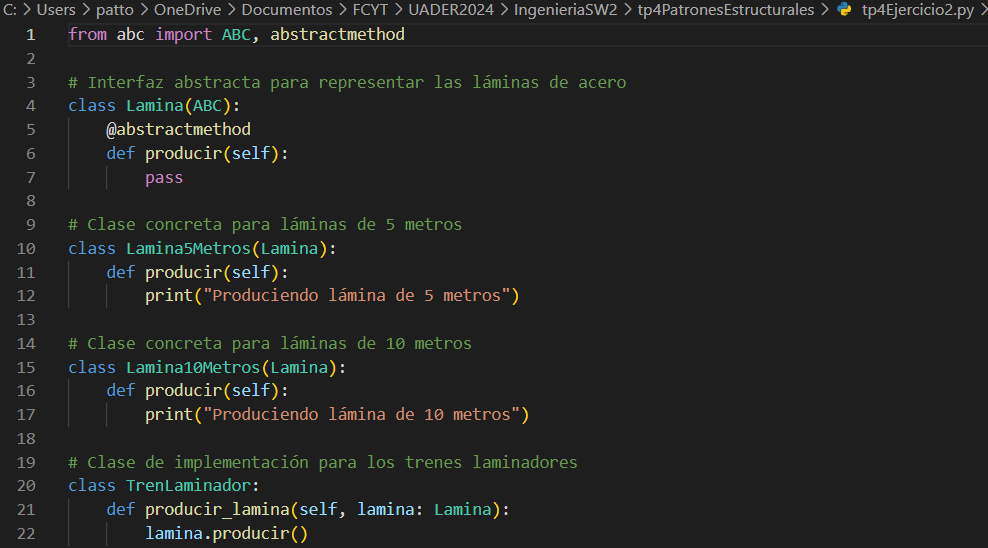 C: > Users > patto > OneDrive > Documentos > FCYT > UADER2024 > IngenieriaSW2 > tp4PatronesEstructurales > tp4Ejercicio2.py >
1 from abc import ABC, abstractmethod
2
3 # Interfaz abstracta para representar las láminas de acero
4 class Lamina(ABC):
5     @abstractmethod
6     def producir(self):
7         pass
8
9 # Clase concreta para láminas de 5 metros
10 class Lamina5Metros(Lamina):
11     def producir(self):
12         print("Produciendo lámina de 5 metros")
13
14 # Clase concreta para láminas de 10 metros
15 class Lamina10Metros(Lamina):
16     def producir(self):
17         print("Produciendo lámina de 10 metros")
18
19 # Clase de implementación para los trenes laminadores
20 class TrenLaminador:
21     def producir_lamina(self, lamina: Lamina):
22         lamina.producir()